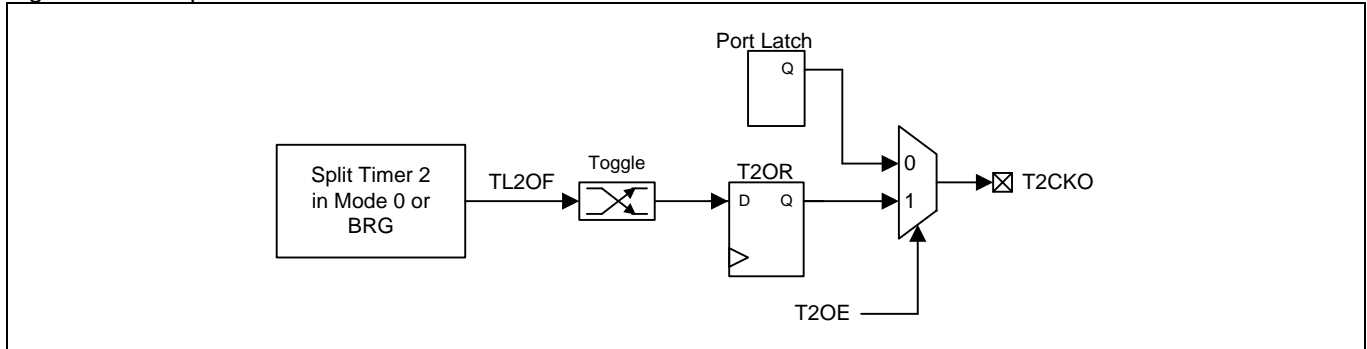 Port Latch
Q
Split Timer 2
in Mode 0 or
BRG
TL2OF
Toggle
T2OR
D Q
0
1
T2CKO
T2OE